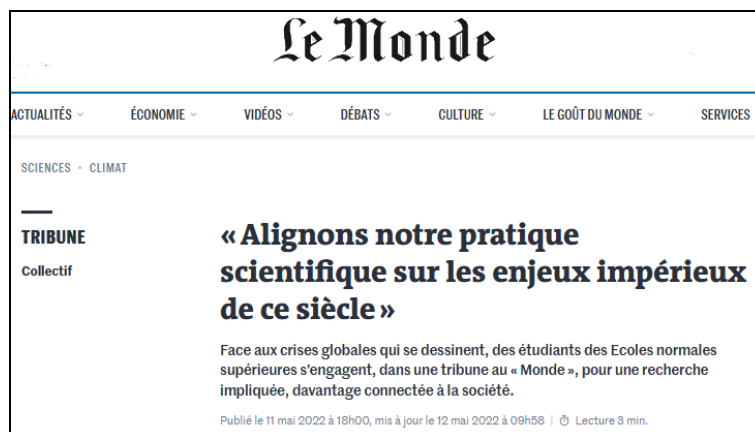 Le Monde
ACTUALITÉS ÉCONOMIE VIDÉOS DÉBATS CULTURE LE GOÛT DU MONDE SERVICES
SCIENCES • CLIMAT
TRIBUNE
Collectif
« Alignons notre pratique
scientifique sur les enjeux impérieux
de ce siècle »
Face aux crises globales qui se dessinent, des étudiants des Ecoles normales
supérieures s'engagent, dans une tribune au « Monde », pour une recherche
impliquée, davantage connectée à la société.
Publié le 11 mai 2022 à 18h00, mis à jour le 12 mai 2022 à 09h58 | Lecture 3 min.